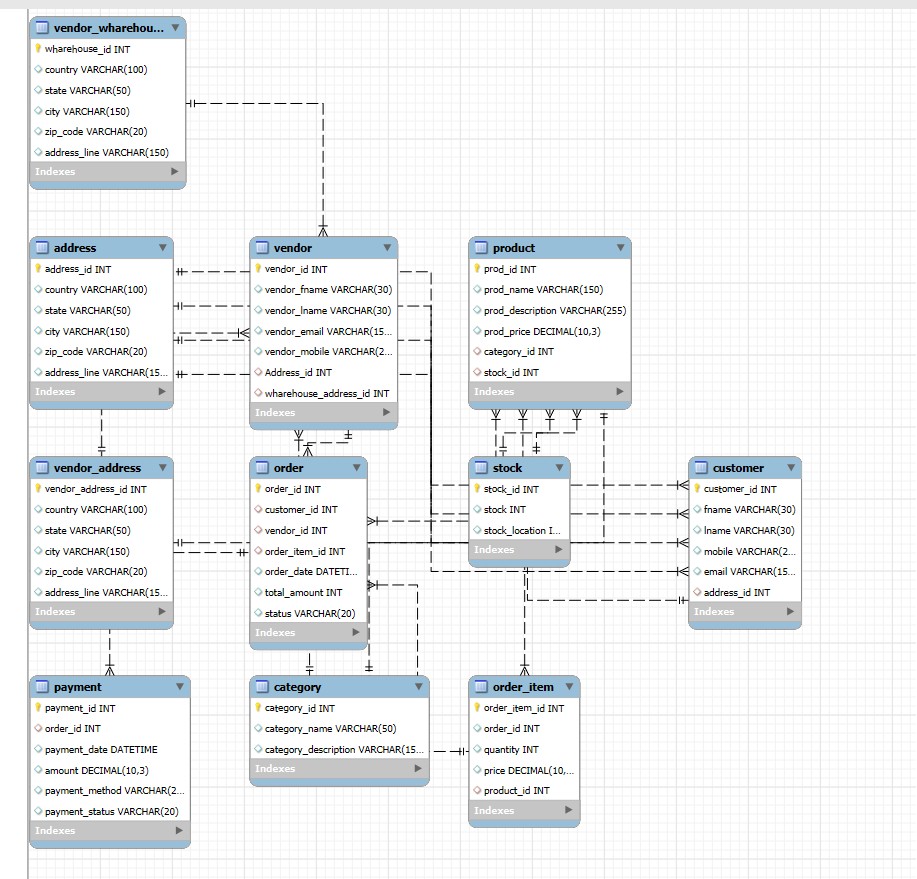 vendor_wharehou...
wharehouse_id INT
country VARCHAR(100)
state VARCHAR(50)
city VARCHAR(150)
zip_code VARCHAR(20)
address_line VARCHAR(150)
Indexes
address
address_id INT
country VARCHAR(100)
state VARCHAR(50)
city VARCHAR(150)
zip_code VARCHAR(20)
address_line VARCHAR(15...
Indexes
vendor
vendor_id INT
vendor_fname VARCHAR(30)
vendor_lname VARCHAR(30)
vendor_email VARCHAR(15...
vendor_mobile VARCHAR(2...
Address_id INT
wharehouse_address_id INT
Indexes
product
prod_id INT
prod_name VARCHAR(150)
prod_description VARCHAR(255)
prod_price DECIMAL(10,3)
category_id INT
stock_id INT
Indexes
vendor_address
vendor_address_id INT
country VARCHAR(100)
state VARCHAR(50)
city VARCHAR(150)
zip_code VARCHAR(20)
address_line VARCHAR(15...
Indexes
order
order_id INT
customer_id INT
vendor_id INT
order_item_id INT
order_date DATETI...
total_amount INT
status VARCHAR(20)
Indexes
stock
stock_id INT
stock INT
stock_location I...
Indexes
customer
customer_id INT
fname VARCHAR(30)
lname VARCHAR(30)
mobile VARCHAR(2...
email VARCHAR(15...
address_id INT
Indexes
payment
payment_id INT
order_id INT
payment_date DATETIME
amount DECIMAL(10,3)
payment_method VARCHAR(2...
payment_status VARCHAR(20)
Indexes
category
category_id INT
category_name VARCHAR(50)
category_description VARCHAR(15...
Indexes
order_item
order_item_id INT
order_id INT
quantity INT
price DECIMAL(10,...
product_id INT
Indexes